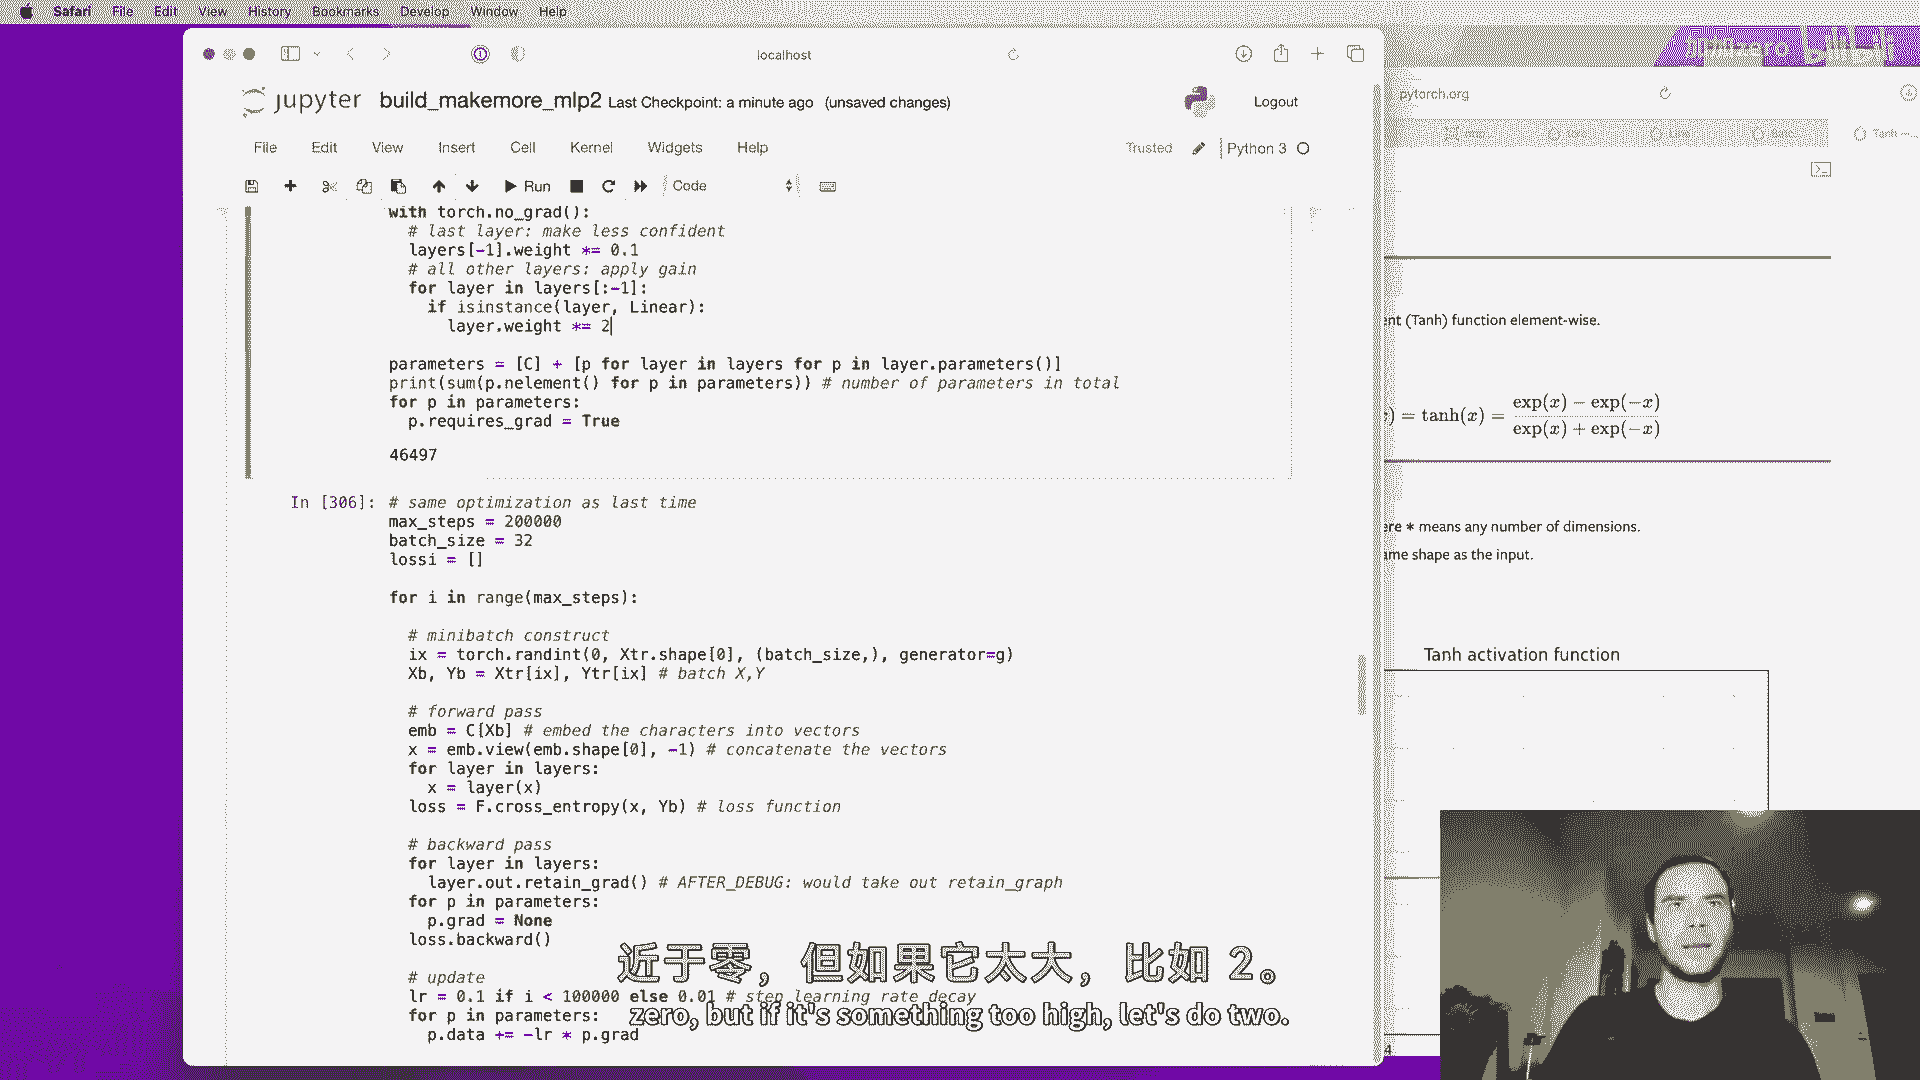 Safari File Edit View History Bookmarks Develop Window Help
localhost
pytorch.org
jupyter build_makemore_mlp2 Last Checkpoint: a minute ago (unsaved changes)
Logout
File Edit View Insert Cell Kernel Widgets Help
Trusted Python 3
Run Code
with torch.no_grad():
# last layer: make less confident
layers[-1].weight *= 0.1
# all other layers: apply gain
for layer in layers[:-1]:
if isinstance(layer, Linear):
layer.weight *= 2
parameters = [C] + [p for layer in layers for p in layer.parameters()]
print(sum(p.nelement() for p in parameters)) # number of parameters in total
for p in parameters:
p.requires_grad = True
46497
In [306]: # same optimization as last time
max_steps = 200000
batch_size = 32
lossi = []
for i in range(max_steps):
# minibatch construct
ix = torch.randint(0, Xtr.shape[0], (batch_size,), generator=g)
Xb, Yb = Xtr[ix], Ytr[ix] # batch X,Y
# forward pass
emb = C[Xb] # embed the characters into vectors
x = emb.view(emb.shape[0], -1) # concatenate the vectors
for layer in layers:
x = layer(x)
loss = F.cross_entropy(x, Yb) # loss function
# backward pass
for layer in layers:
layer.out.retain_grad() # AFTER_DEBUG: would take out retain_graph
for p in parameters:
p.grad = None
loss.backward()
# update
lr = 0.1 if i < 100000 else 0.01 # step learning rate decay
for p in parameters:
p.data += -lr * p.grad
(Tanh) function element-wise.
) = tanh(x) = exp(x) − exp(−x) / exp(x) + exp(−x)
∗ means any number of dimensions.
shape as the input.
Tanh activation function
4
近于零，但如果它太大，比如 2。
zero, but if it's something too high, let's do two.